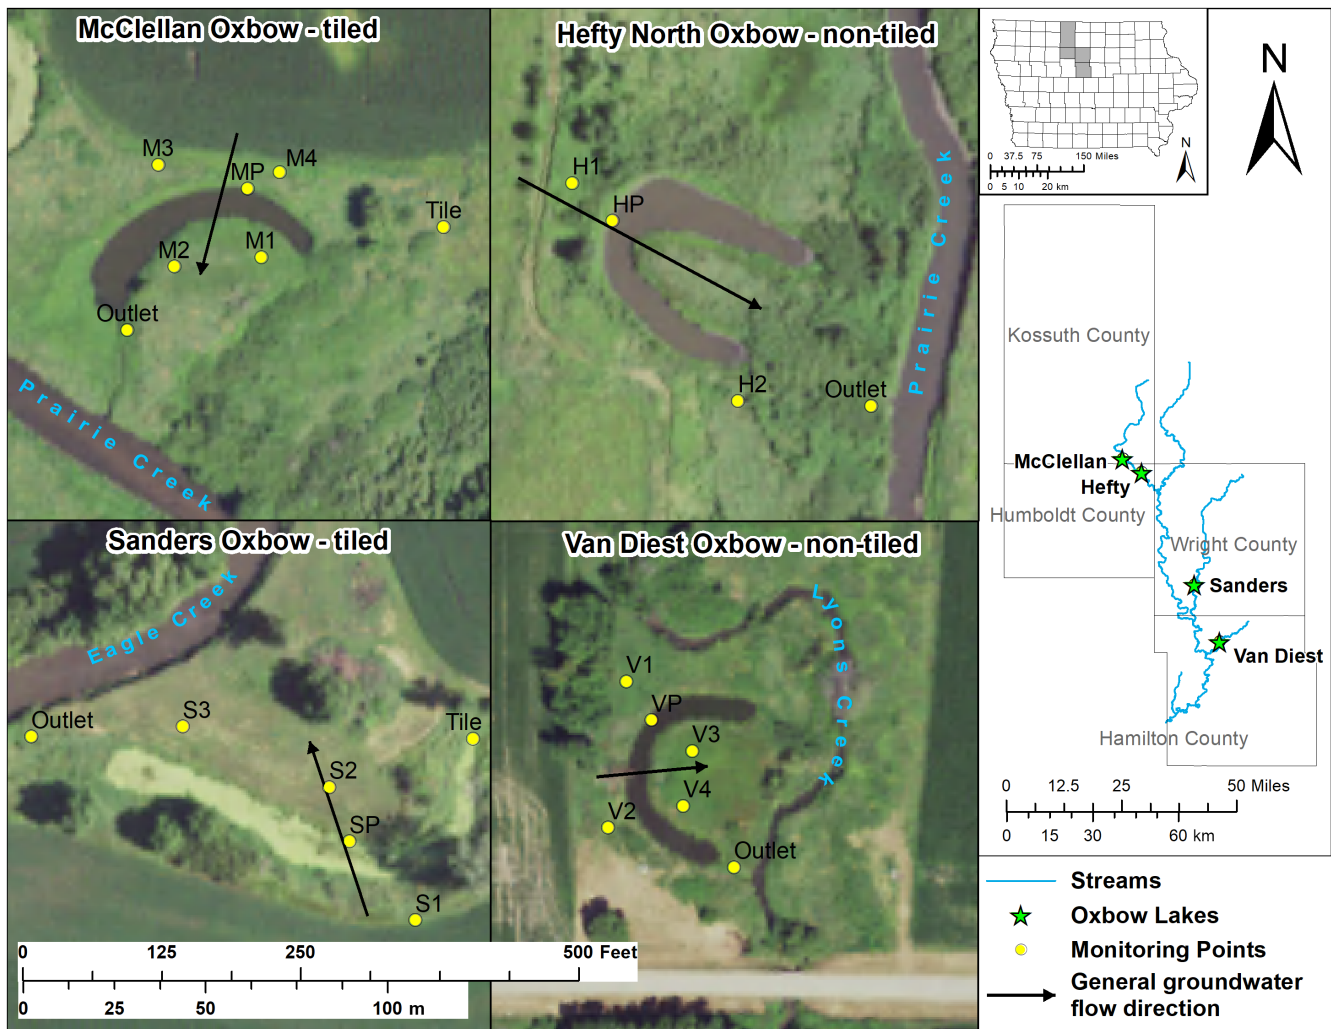 McClellan Oxbow - tiled
M3
MP
M4
Tile
M2
M1
Outlet
Prairie Creek
Hefty North Oxbow - non-tiled
H1
HP
H2
Outlet
Prairie Creek
Sanders Oxbow - tiled
Eagle Creek
Outlet
S3
Tile
S2
SP
S1
0 125 250 500 Feet
0 25 50 100 m
Van Diest Oxbow - non-tiled
Lyons Creek
V1
VP
V3
V4
V2
Outlet
0 37.5 75 150 Miles
0 5 10 20 km
N
N
Kossuth County
McClellan
Hefty
Humboldt County
Wright County
Sanders
Van Diest
Hamilton County
0 12.5 25 50 Miles
0 15 30 60 km
Streams
Oxbow Lakes
Monitoring Points
General groundwater
flow direction